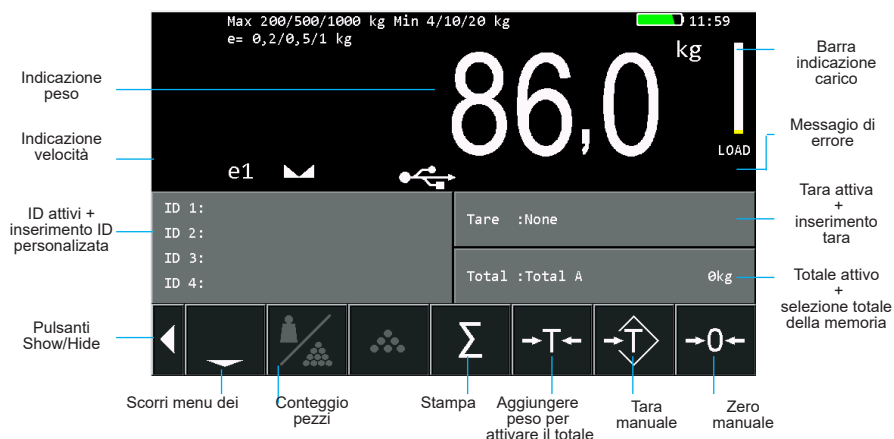 Max 200/500/1000 kg Min 4/10/20 kg
e= 0,2/0,5/1 kg
11:59
86,0 kg
LOAD
e1
ID 1:
ID 2:
ID 3:
ID 4:
Tare :None
Total :Total A 0kg
Σ
→T←
→T
→0←
Indicazione
peso
Indicazione
velocità
ID attivi +
inserimento ID
personalizata
Pulsanti
Show/Hide
Barra
indicazione
carico
Messagio di
errore
Tara attiva
+
inserimento
tara
Totale attivo
+
selezione totale
della memoria
Scorri menu dei
Conteggio
pezzi
Stampa
Aggiungere
peso per
attivare il totale
Tara
manuale
Zero
manuale